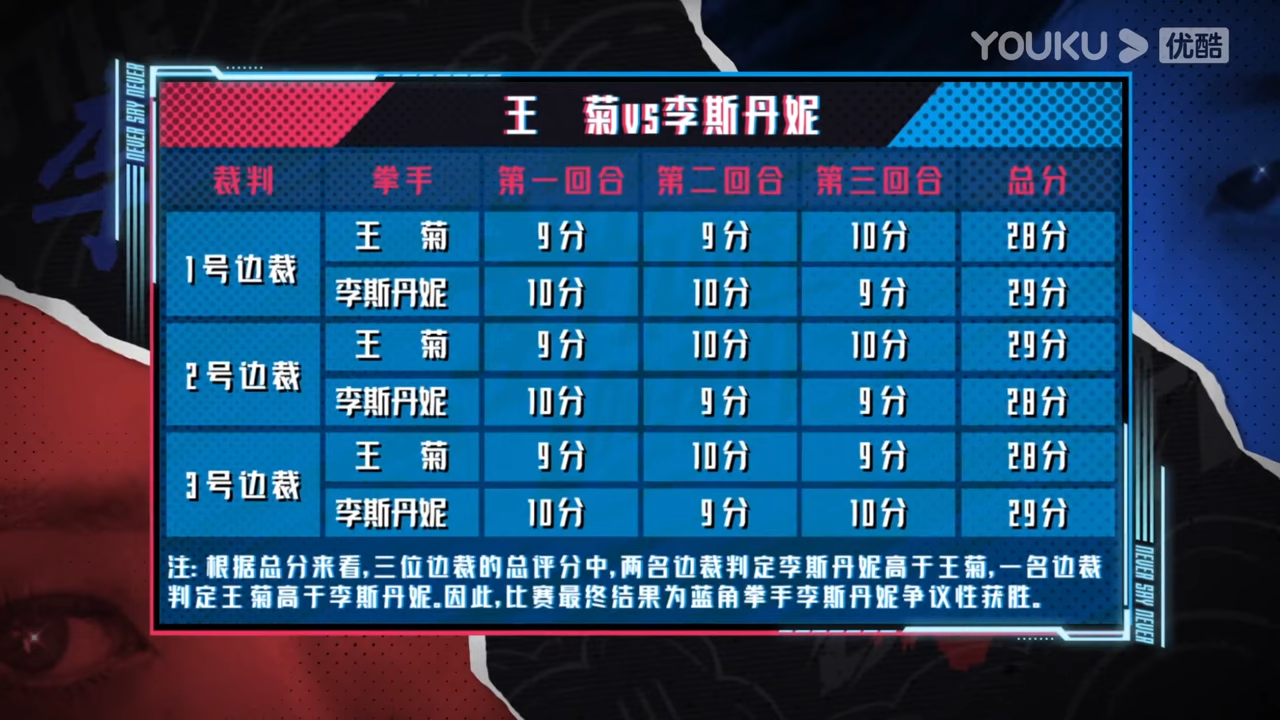 YOUKU 优酷
NEVER SAY NEVER
王 菊vs李斯丹妮
裁判 拳手 第一回合 第二回合 第三回合 总分
1号边裁 王 菊 9分 9分 10分 28分
李斯丹妮 10分 10分 9分 29分
2号边裁 王 菊 9分 10分 10分 29分
李斯丹妮 10分 9分 9分 28分
3号边裁 王 菊 9分 10分 9分 28分
李斯丹妮 10分 9分 10分 29分
注: 根据总分来看,三位边裁的总评分中,两名边裁判定李斯丹妮高于王菊,一名边裁
判定王菊高于李斯丹妮.因此,比赛最终结果为蓝角拳手李斯丹妮争议性获胜.
NEVER SAY NEVER